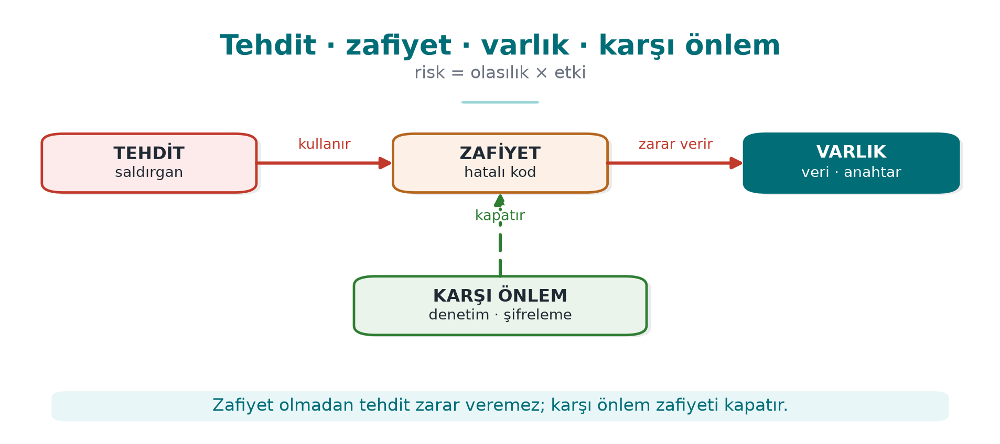 Tehdit · zafiyet · varlık · karşı önlem
risk = olasılık × etki
TEHDİT
saldırgan
kullanır
ZAFİYET
hatalı kod
zarar verir
VARLIK
veri · anahtar
kapatır
KARŞI ÖNLEM
denetim · şifreleme
Zafiyet olmadan tehdit zarar veremez; karşı önlem zafiyeti kapatır.